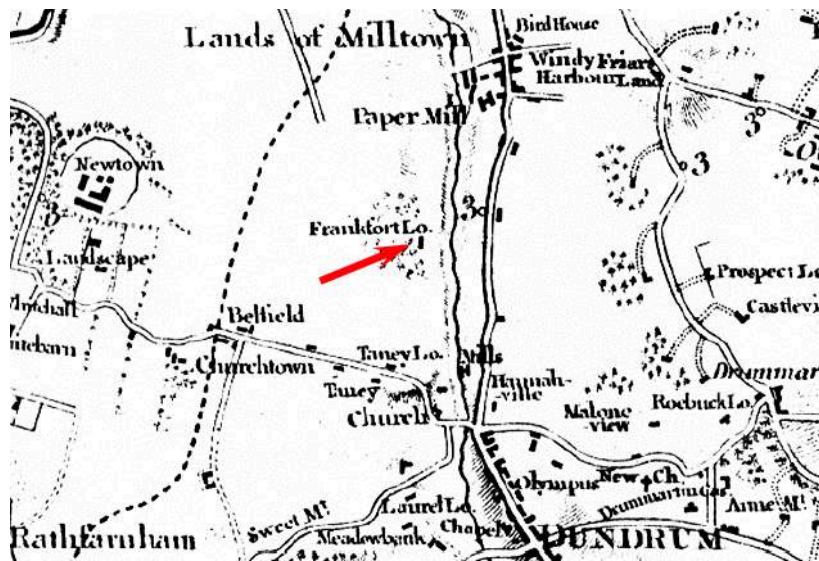 Bird House
Lands of Milltown
Windy
Harbour
Friars
Land
Paper Mill
3
Newtown
3
3
3
Frankfort Lo.
Landscape
Prospect Lo
Castlevi
Belfield
Churchtown
Taney Lo.
Mills
Taney
Hannah-
ville
Drummar
Church
Malone-
view
Roebuck Lo.
Olympus
New Ch.
Drummartin Cas.
Anne Mt.
Laurel Lo.
Sweet Mt.
Chapel
Rathfarnham
Meadowbank
DUNDRUM